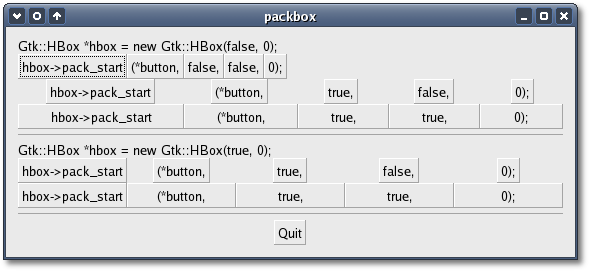 packbox
Gtk::HBox *hbox = new Gtk::HBox(false, 0);
hbox->pack_start (*button, false, false, 0);
hbox->pack_start (*button, true, false, 0);
hbox->pack_start (*button, true, true, 0);
Gtk::HBox *hbox = new Gtk::HBox(true, 0);
hbox->pack_start (*button, true, false, 0);
hbox->pack_start (*button, true, true, 0);
Quit